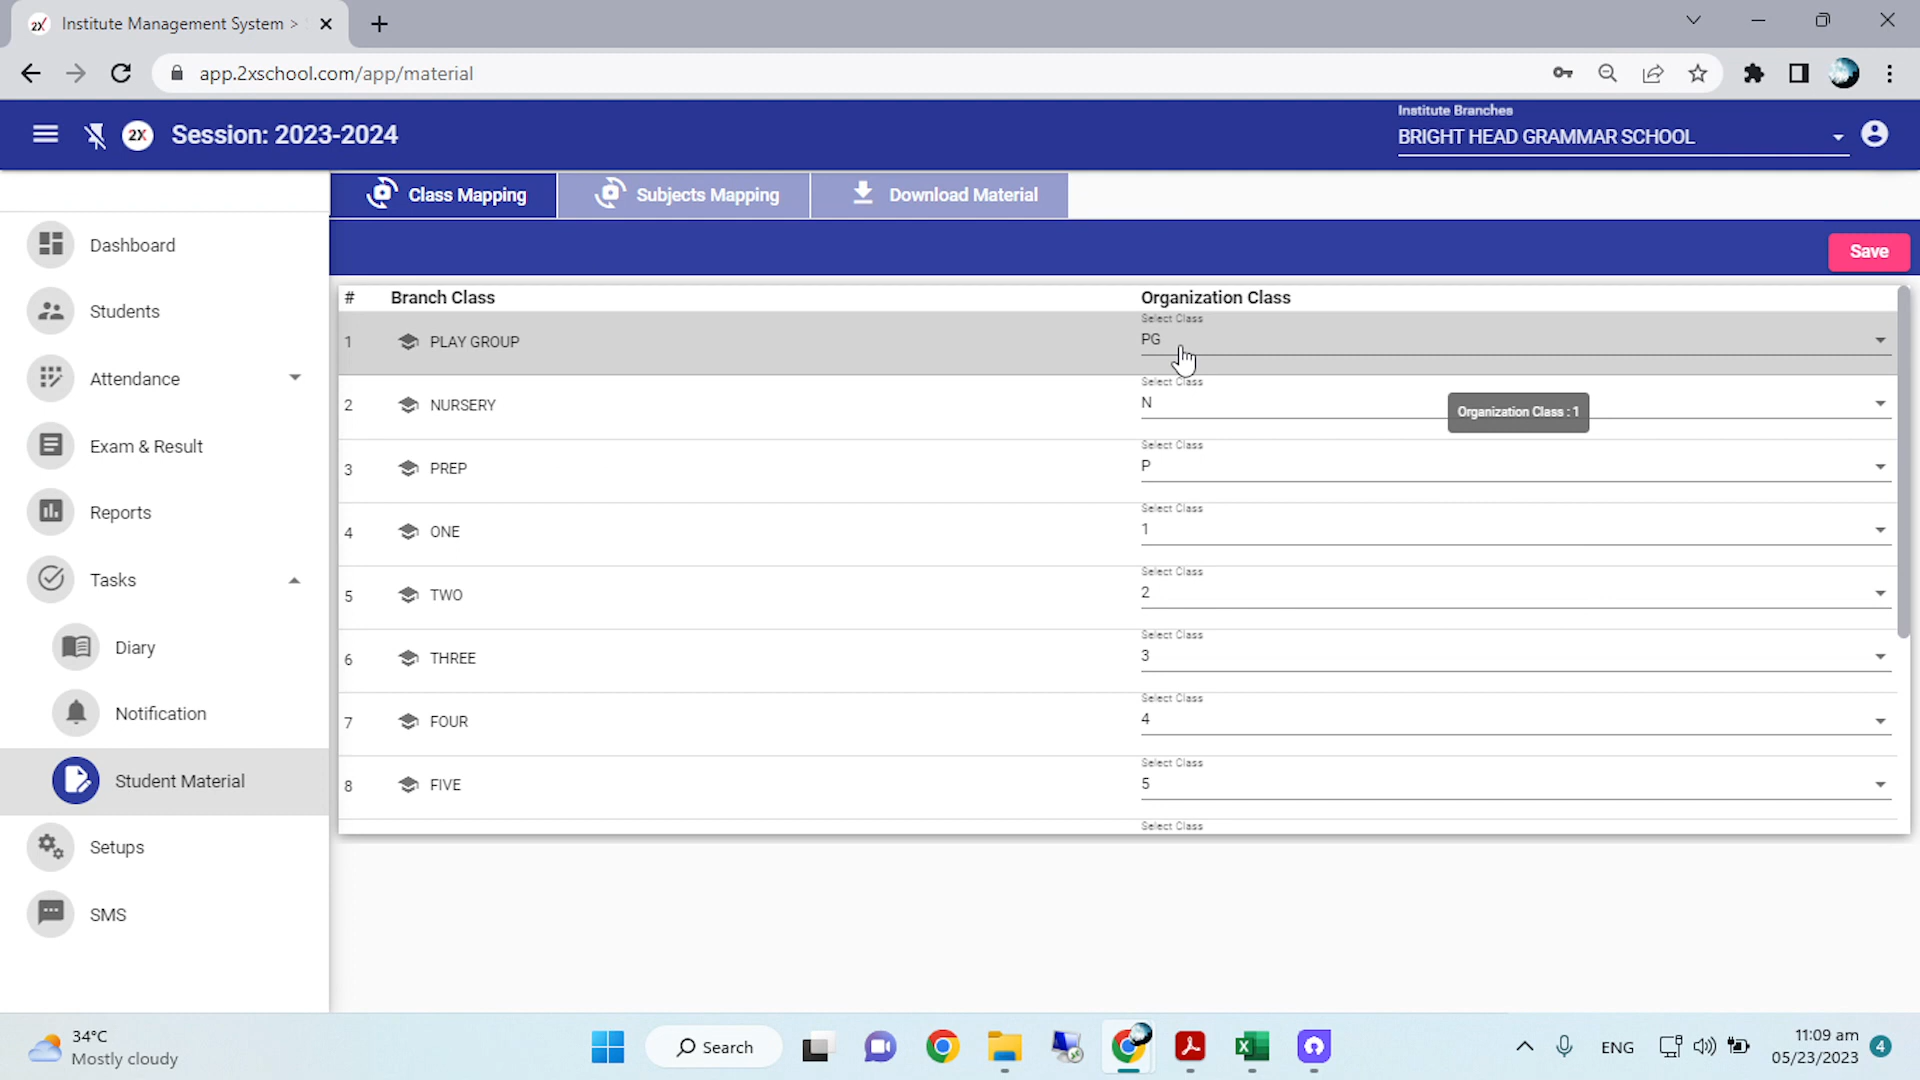 2X Institute Management System >
app.2xschool.com/app/material
2X Session: 2023-2024
Institute Branches
BRIGHT HEAD GRAMMAR SCHOOL
Class Mapping
Subjects Mapping
Download Material
Save
Dashboard
Students
Attendance
Exam & Result
Reports
Tasks
Diary
Notification
Student Material
Setups
SMS
# Branch Class Organization Class
Select Class
1 PLAY GROUP PG
Select Class
2 NURSERY N
Organization Class : 1
Select Class
3 PREP P
Select Class
4 ONE 1
Select Class
5 TWO 2
Select Class
6 THREE 3
Select Class
7 FOUR 4
Select Class
8 FIVE 5
Select Class
34°C
Mostly cloudy
Search
ENG
11:09 am
05/23/2023
4